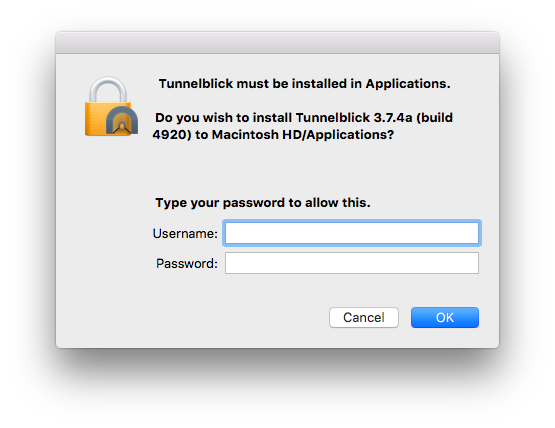 Tunnelblick must be installed in Applications.
Do you wish to install Tunnelblick 3.7.4a (build
4920) to Macintosh HD/Applications?
Type your password to allow this.
Username:
Password:
Cancel OK